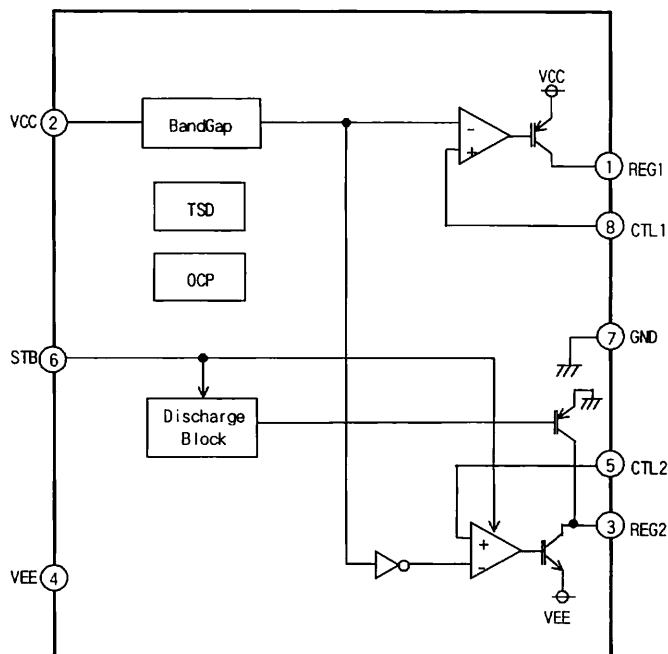 VCC
VCC 2 BandGap
- +
1 REG1
TSD
8 CTL1
OCP
7 GND
STB 6
Discharge
Block
5 CTL2
3 REG2
+ -
VEE 4
VEE